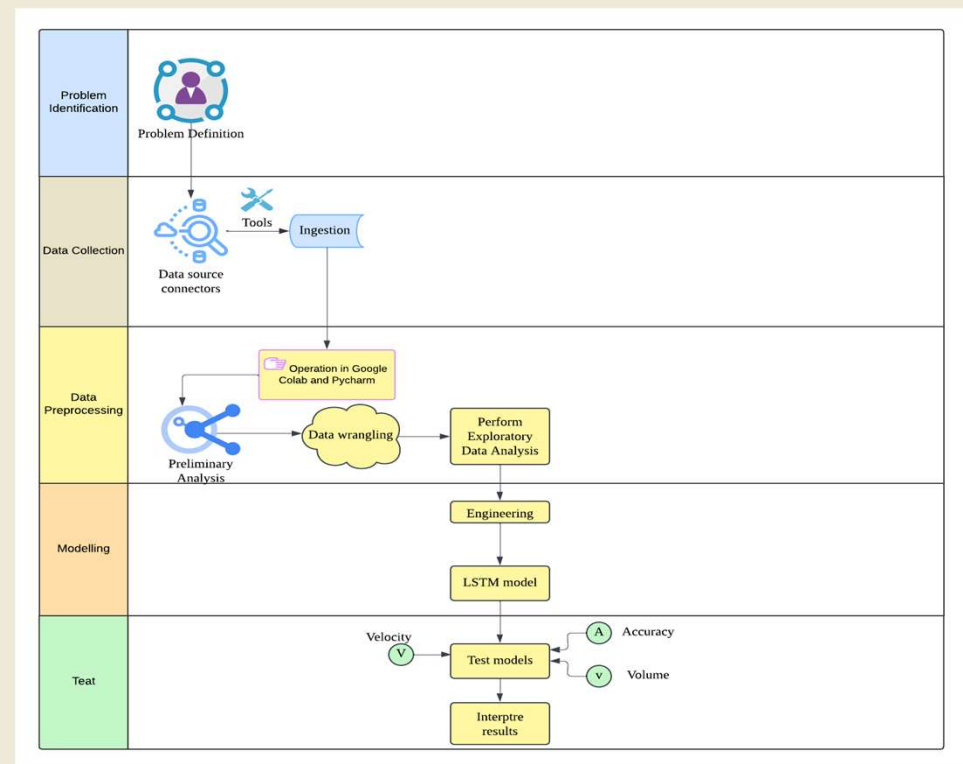 Problem
Identification
Problem Definition
Data Collection
Tools
Ingestion
Data source
connectors
Data
Preprocessing
Operation in Google
Colab and Pycharm
Preliminary
Analysis
Data wrangling
Perform
Exploratory
Data Analysis
Modelling
Engineering
LSTM model
Teat
Velocity
V
Test models
A
Accuracy
v
Volume
Interptre
results